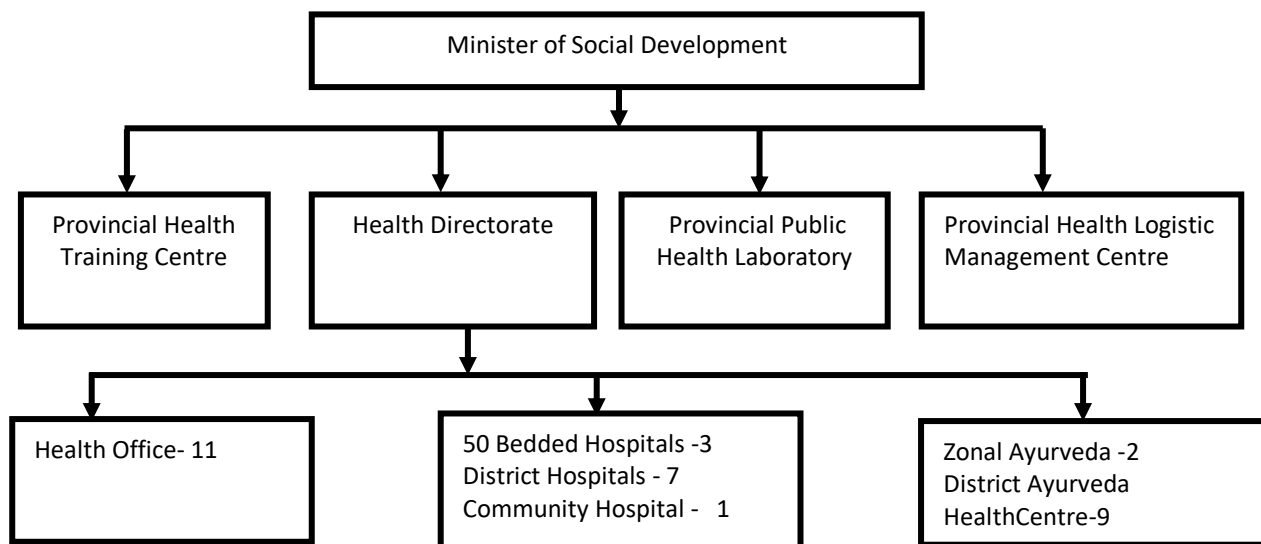 Minister of Social Development
Provincial Health
Training Centre
Health Directorate
Provincial Public
Health Laboratory
Provincial Health Logistic
Management Centre
Health Office- 11
50 Bedded Hospitals -3
District Hospitals - 7
Community Hospital - 1
Zonal Ayurveda -2
District Ayurveda
HealthCentre-9